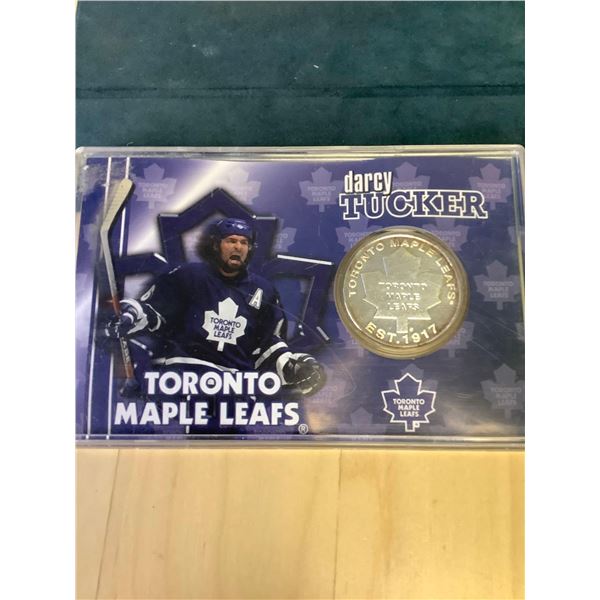 darcy
TUCKER
TORONTO MAPLE LEAFS
TORONTO
MAPLE
LEAFS
EST. 1917
A
TORONTO
MAPLE
LEAFS
TORONTO
MAPLE LEAFS®
TORONTO
MAPLE
LEAFS